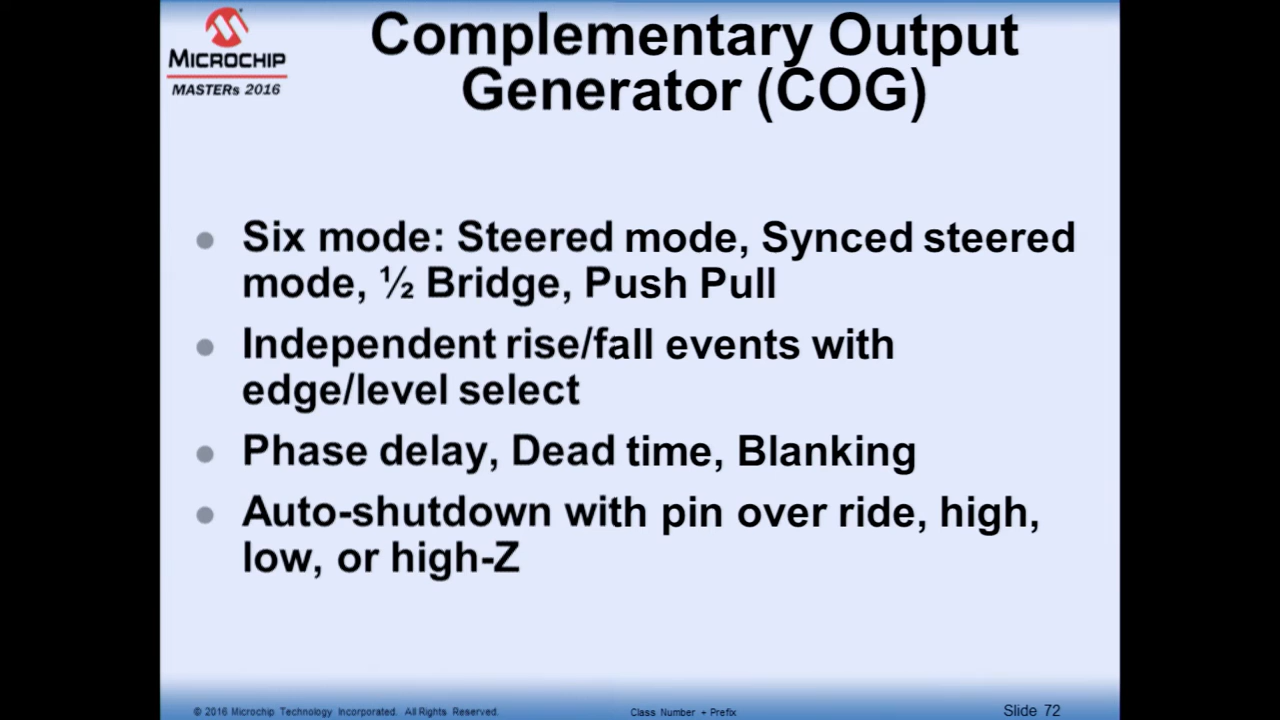 MICROCHIP
MASTERs 2016
Complementary Output
Generator (COG)
Six mode: Steered mode, Synced steered
mode, ½ Bridge, Push Pull
Independent rise/fall events with
edge/level select
Phase delay, Dead time, Blanking
Auto-shutdown with pin over ride, high,
low, or high-Z
© 2016 Microchip Technology Incorporated. All Rights Reserved.
Class Number + Prefix
Slide 72